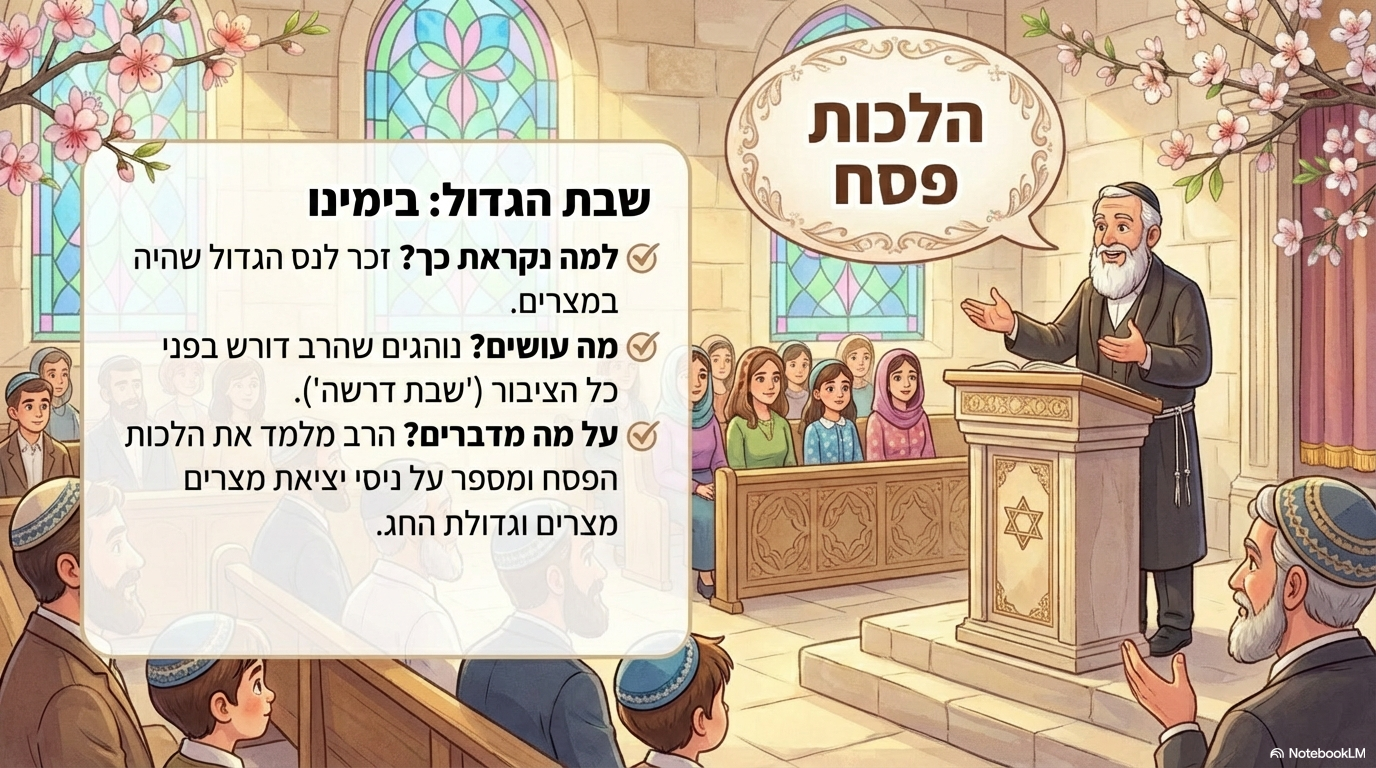 הלכות
פסח
שבת הגדול: בימינו
למה נקראת כך? זכר לנס הגדול שהיה
במצרים.
מה עושים? נוהגים שהרב דורש בפני
כל הציבור ('שבת דרשה').
על מה מדברים? הרב מלמד את הלכות
הפסח ומספר על ניסי יציאת מצרים
מצרים וגדולת החג.
NotebookLM